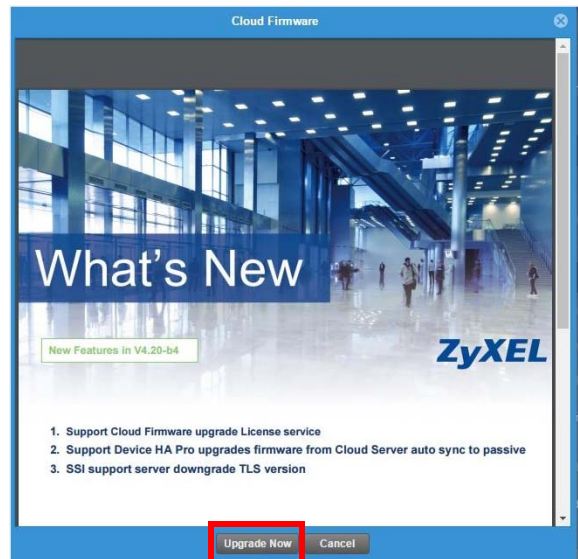 Cloud Firmware
What's New
New Features in V4.20-b4
ZyXEL
1. Support Cloud Firmware upgrade License service
2. Support Device HA Pro upgrades firmware from Cloud Server auto sync to passive
3. SSI support server downgrade TLS version
Upgrade Now Cancel